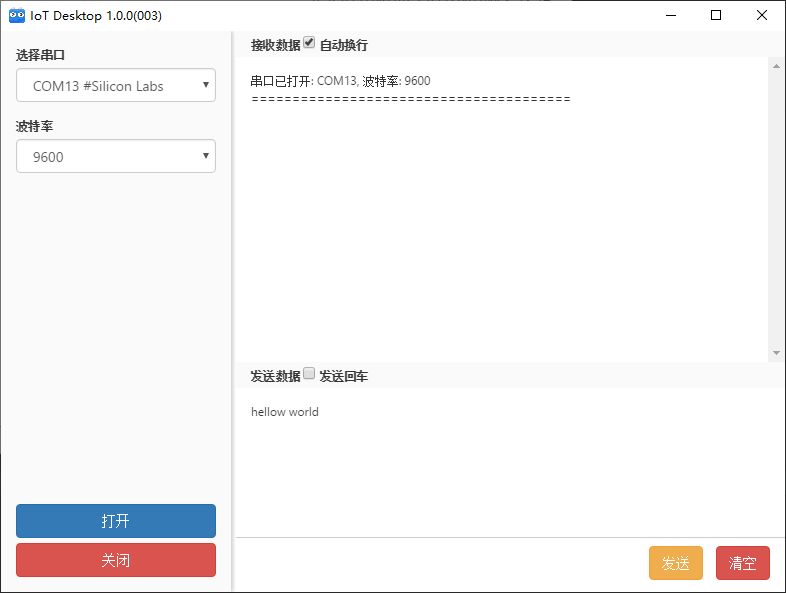 IoT Desktop 1.0.0(003)
选择串口
COM13 #Silicon Labs
波特率
9600
打开
关闭
接收数据 自动换行
串口已打开: COM13, 波特率: 9600
=====================================
发送数据 发送回车
hellow world
发送 清空